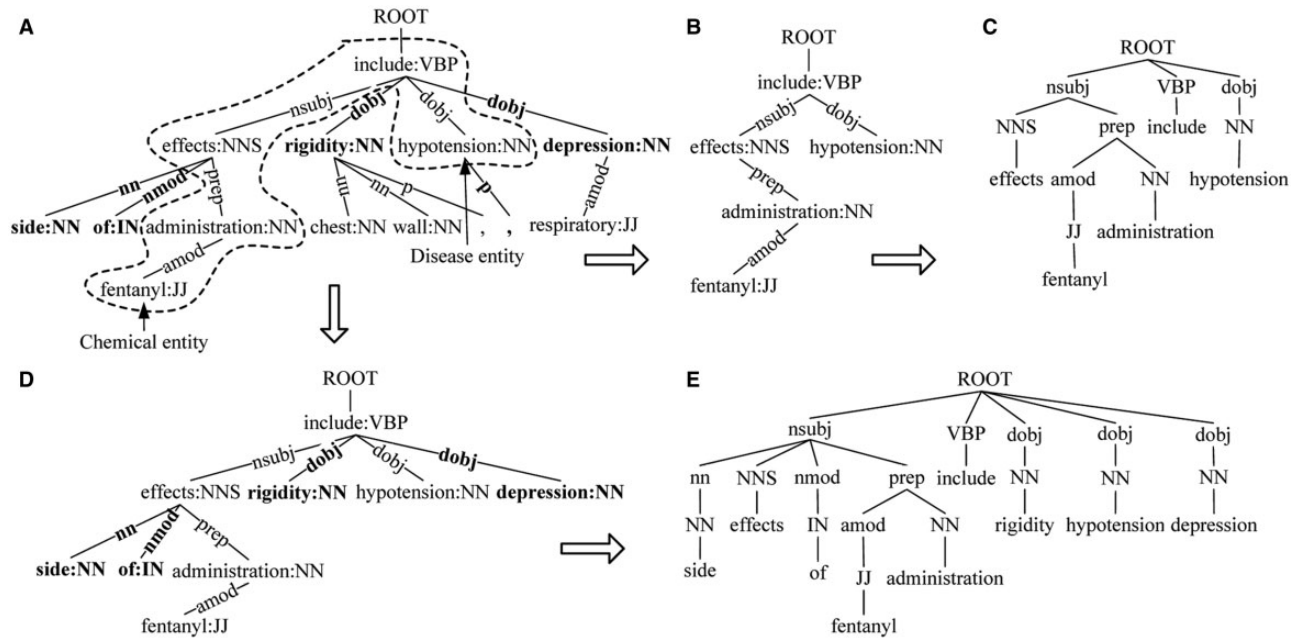 A
ROOT
include:VBP
nsubj
dobj
dobj
dobj
effects:NNS
rigidity:NN
hypotension:NN
depression:NN
nn
nmod
prep
nn
nn
p
p
amod
side:NN
of:IN
administration:NN
chest:NN
wall:NN
,
,
respiratory:JJ
amod
Disease entity
fentanyl:JJ
Chemical entity
B
ROOT
include:VBP
nsubj
dobj
effects:NNS
hypotension:NN
prep
administration:NN
amod
fentanyl:JJ
C
ROOT
nsubj
VBP
dobj
NNS
prep
include
NN
effects
amod
NN
hypotension
JJ
administration
fentanyl
D
ROOT
include:VBP
nsubj
dobj
dobj
dobj
effects:NNS
rigidity:NN
hypotension:NN
depression:NN
nn
nmod
prep
side:NN
of:IN
administration:NN
amod
fentanyl:JJ
E
ROOT
nsubj
VBP
dobj
dobj
dobj
nn
NNS
nmod
prep
include
NN
NN
NN
NN
effects
IN
amod
NN
rigidity
hypotension
depression
side
of
JJ
administration
fentanyl